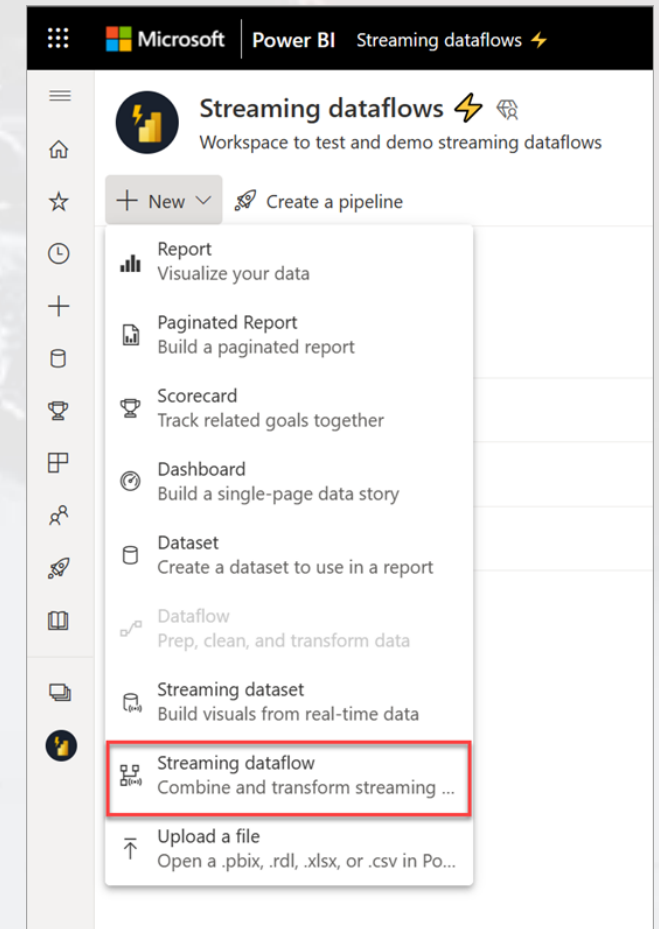 Microsoft Power BI Streaming dataflows ⚡
Streaming dataflows ⚡
Workspace to test and demo streaming dataflows
New Create a pipeline
Report
Visualize your data
Paginated Report
Build a paginated report
Scorecard
Track related goals together
Dashboard
Build a single-page data story
Dataset
Create a dataset to use in a report
Dataflow
Prep, clean, and transform data
Streaming dataset
Build visuals from real-time data
Streaming dataflow
Combine and transform streaming ...
Upload a file
Open a .pbix, .rdl, .xlsx, or .csv in Po...